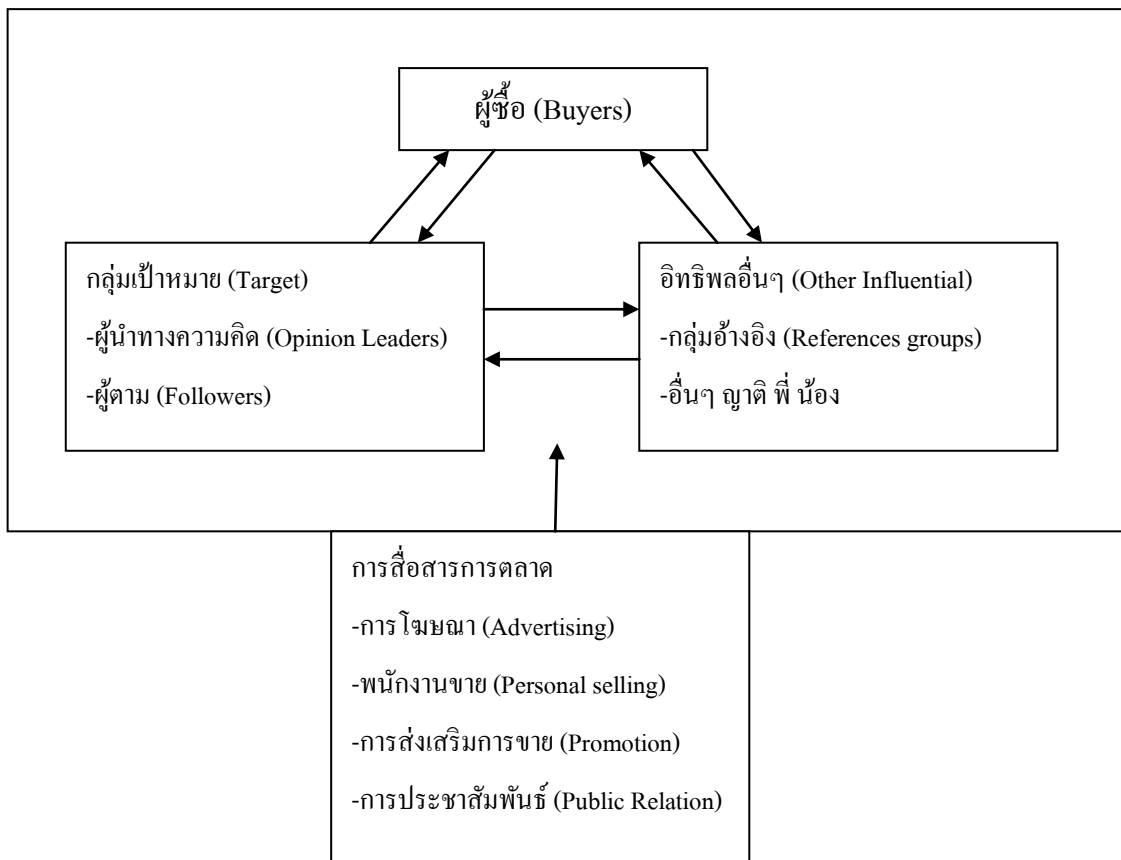 ผู้ซื้อ (Buyers)
กลุ่มเป้าหมาย (Target)
-ผู้นำทางความคิด (Opinion Leaders)
-ผู้ตาม (Followers)
อิทธิพลอื่นๆ (Other Influential)
-กลุ่มอ้างอิง (References groups)
-อื่นๆ ญาติ พี่ น้อง
การสื่อสารการตลาด
-การโฆษณา (Advertising)
-พนักงานขาย (Personal selling)
-การส่งเสริมการขาย (Promotion)
-การประชาสัมพันธ์ (Public Relation)